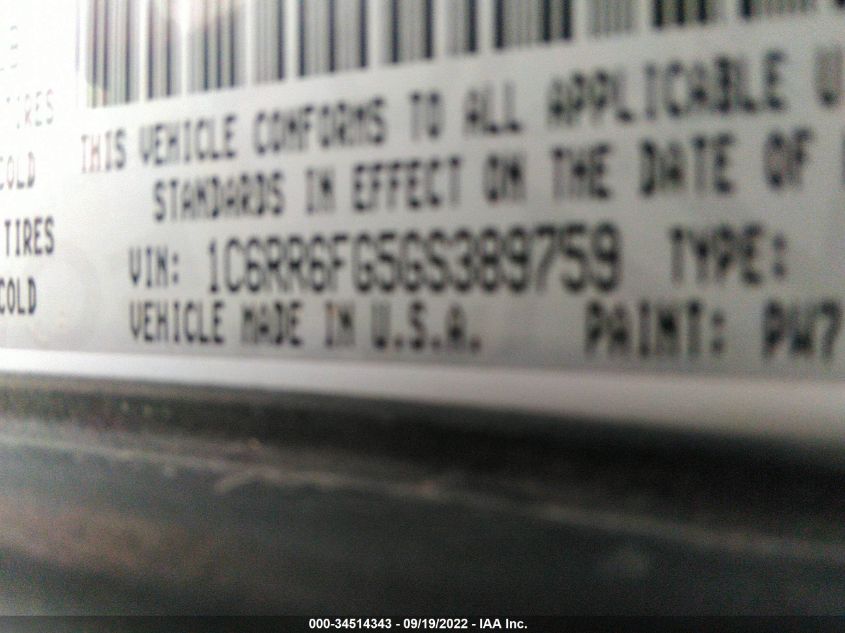 TIRES
COLD
TIRES
COLD
THIS VEHICLE CONFORMS TO ALL APPLICABLE
STANDARDS IN EFFECT ON THE DATE OF
VIN: 1C6RR6FG5GS389759 TYPE:
VEHICLE MADE IN U.S.A. PAINT: PW7
000-34514343 - 09/19/2022 - IAA Inc.